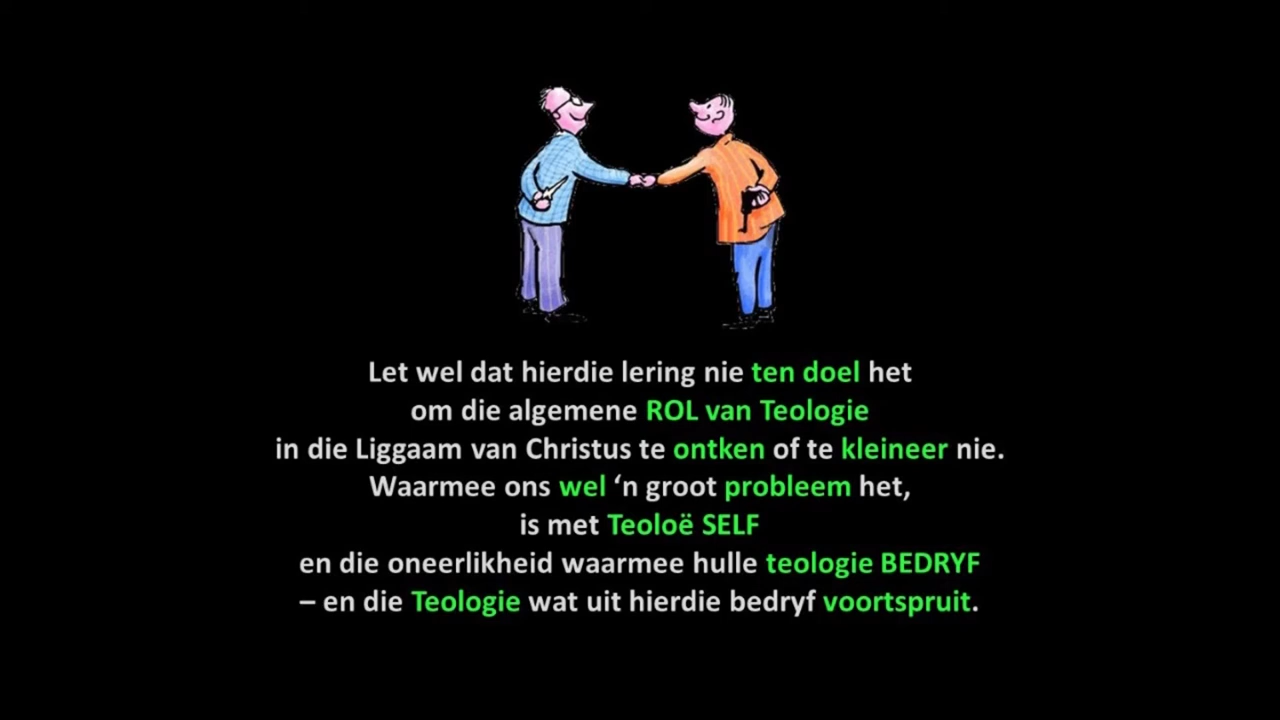 Let wel dat hierdie lering nie ten doel het
om die algemene ROL van Teologie
in die Liggaam van Christus te ontken of te kleineer nie.
Waarmee ons wel ‘n groot probleem het,
is met Teoloë SELF
en die oneerlikheid waarmee hulle teologie BEDRYF
– en die Teologie wat uit hierdie bedryf voortspruit.